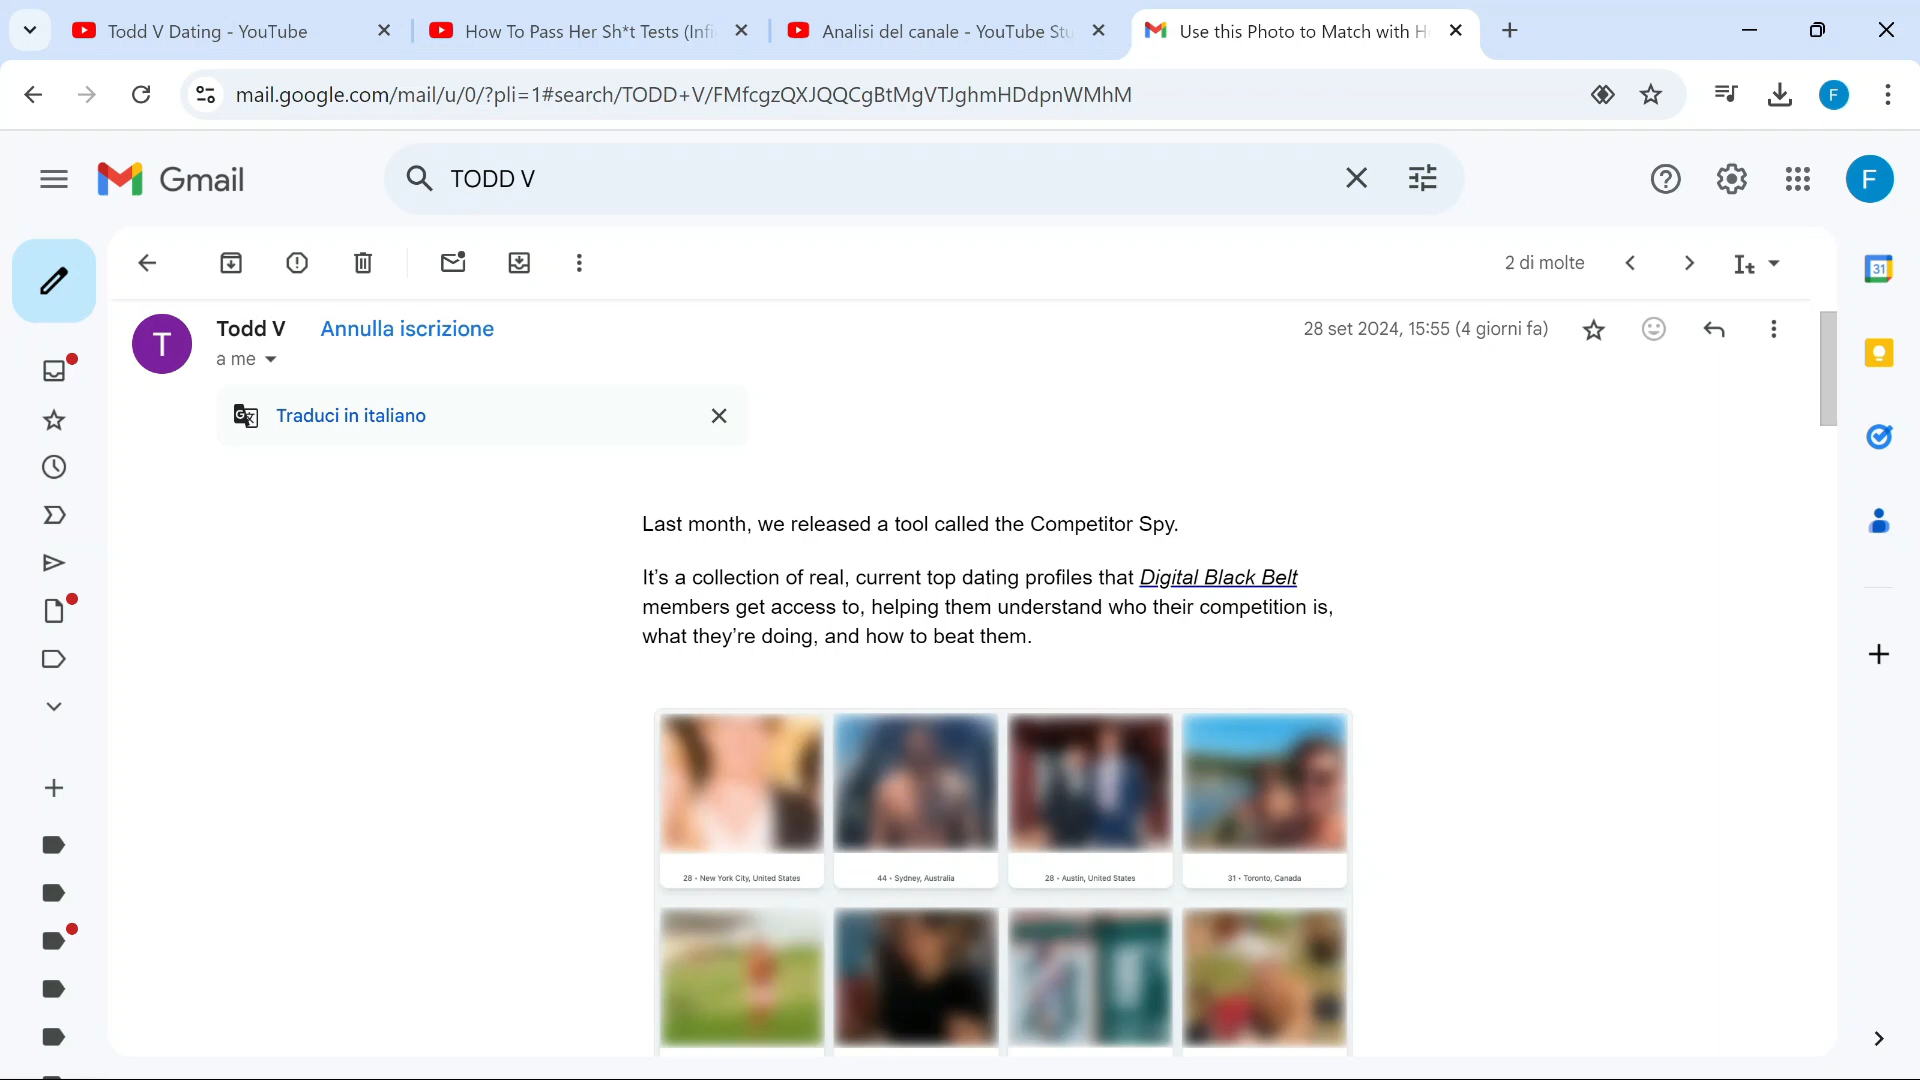 Todd V Dating - YouTube
How To Pass Her Sh*t Tests (Infi
Analisi del canale - YouTube Stu
Use this Photo to Match with H
mail.google.com/mail/u/0/?pli=1#search/TODD+V/FMfcgzQXJQQCgBtMgVTJghmHDdpnWMhM
F
Gmail
TODD V
F
2 di molte
31
T
Todd V Annulla iscrizione
28 set 2024, 15:55 (4 giorni fa)
a me
Traduci in italiano
Last month, we released a tool called the Competitor Spy.
It’s a collection of real, current top dating profiles that Digital Black Belt
members get access to, helping them understand who their competition is,
what they’re doing, and how to beat them.
28 • New York City, United States
44 • Sydney, Australia
28 • Austin, United States
31 • Toronto, Canada